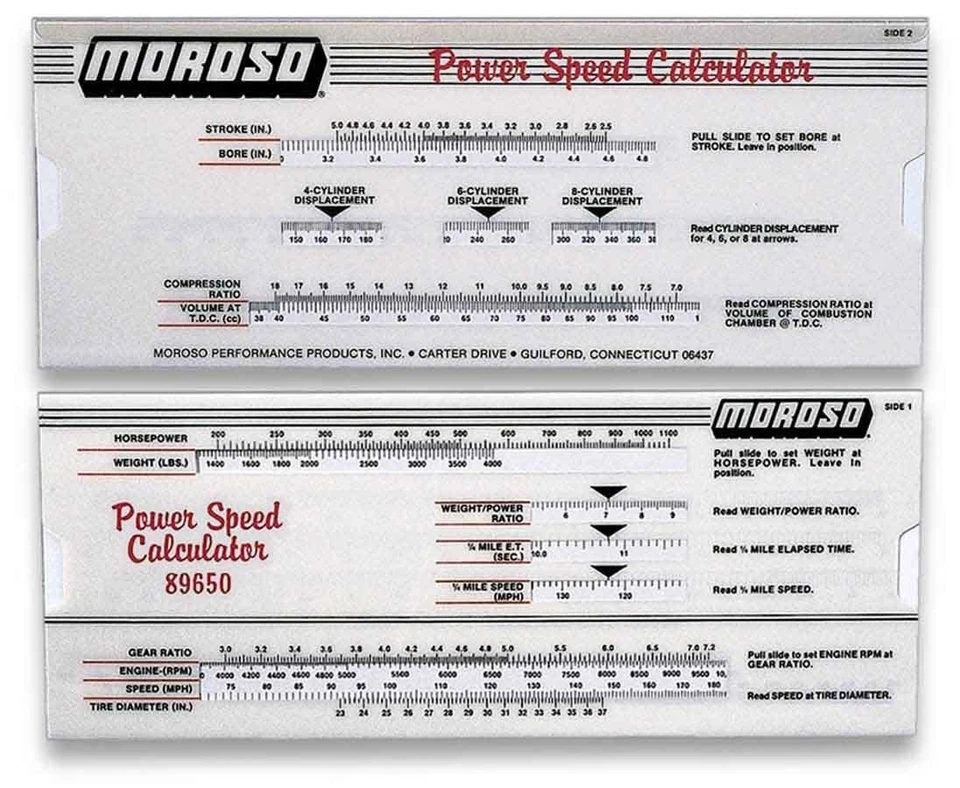 SIDE 2
MOROSO®
Power Speed Calculator
STROKE (IN.) 5.0 4.8 4.6 4.4 4.2 4.0 3.8 3.6 3.4 3.2 3.0 2.8 2.6 2.5
BORE (IN.) 3.2 3.4 3.6 3.8 4.0 4.2 4.4 4.6 4.8
PULL SLIDE TO SET BORE at
STROKE. Leave in position.
4-CYLINDER
DISPLACEMENT
6-CYLINDER
DISPLACEMENT
8-CYLINDER
DISPLACEMENT
150 160 170 180
240 260
300 320 340 360
Read CYLINDER DISPLACEMENT
for 4, 6, or 8 at arrows.
COMPRESSION
RATIO
18 17 16 15 14 13 12 11 10.0 9.5 9.0 8.5 8.0 7.5 7.0
VOLUME AT
T.D.C. (cc)
38 40 45 50 55 60 65 70 75 80 85 90 95 100 110 1
Read COMPRESSION RATIO at
VOLUME OF COMBUSTION
CHAMBER @ T.D.C.
MOROSO PERFORMANCE PRODUCTS, INC. • CARTER DRIVE • GUILFORD, CONNECTICUT 06437
MOROSO
SIDE 1
HORSEPOWER 200 250 300 350 400 450 500 600 700 800 900 1000 1100
WEIGHT (LBS.) 1400 1600 1800 2000 2500 3000 3500 4000
Pull slide to set WEIGHT at
HORSEPOWER. Leave in
position.
Power Speed
Calculator
89650
WEIGHT/POWER
RATIO
6 7 8 9
Read WEIGHT/POWER RATIO.
¼ MILE E.T.
(SEC.)
10.0 11
Read ¼ MILE ELAPSED TIME.
¼ MILE SPEED
(MPH)
130 120
Read ¼ MILE SPEED.
GEAR RATIO 3.0 3.2 3.4 3.6 3.8 4.0 4.2 4.4 4.6 4.8 5.0 5.5 6.0 6.5 7.0 7.2
ENGINE-(RPM) 0 4000 4200 4400 4600 4800 5000 5500 6000 6500 7000 7500 8000 8500 9000 9500 10,
SPEED (MPH) 75 80 85 90 100 110 120 130 140 150 160 170 180
TIRE DIAMETER (IN.) 23 24 25 26 27 28 29 30 31 32 33 34 35 36 37
Pull slide to set ENGINE RPM at
GEAR RATIO.
Read SPEED at TIRE DIAMETER.